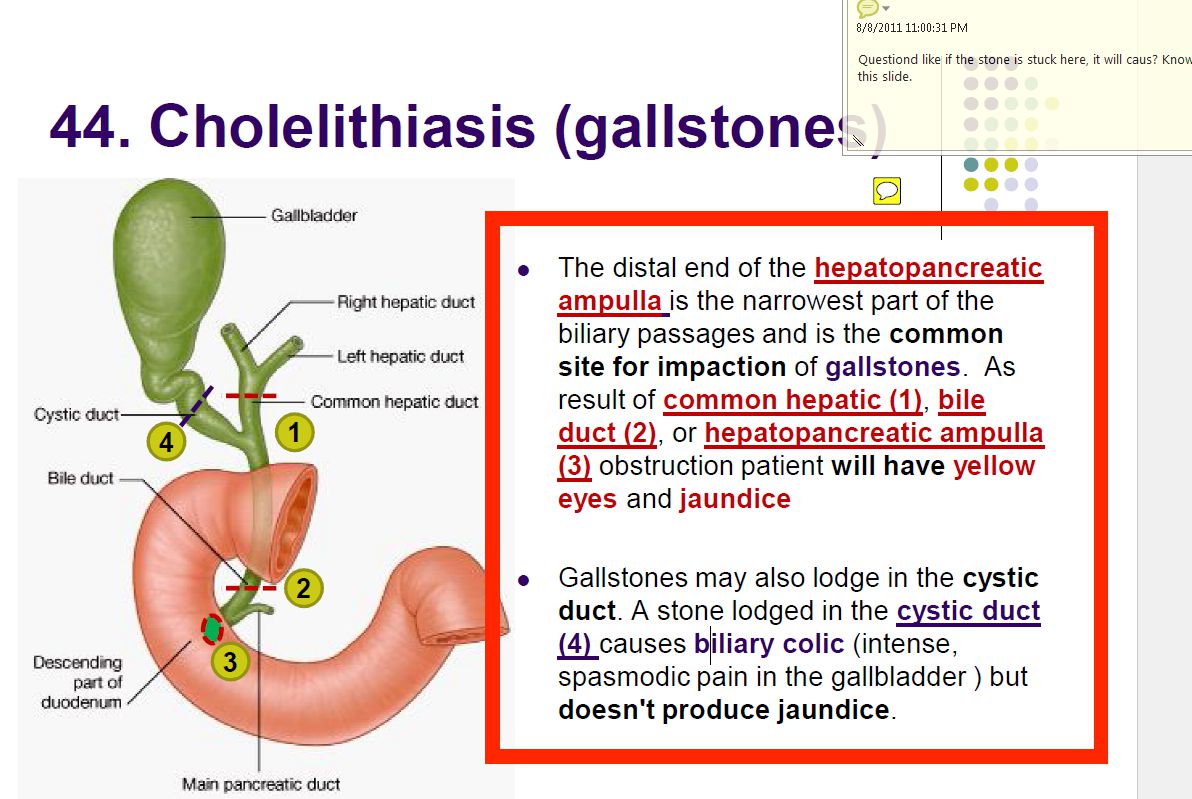 8/8/2011 11:00:31 PM
Questiond like if the stone is stuck here, it will caus? Know
this slide.
44. Cholelithiasis (gallstones)
Gallbladder
Right hepatic duct
Left hepatic duct
Common hepatic duct
Cystic duct
4
1
Bile duct
2
3
Descending
part of
duodenum
Main pancreatic duct
The distal end of the hepatopancreatic
ampulla is the narrowest part of the
biliary passages and is the common
site for impaction of gallstones. As
result of common hepatic (1), bile
duct (2), or hepatopancreatic ampulla
(3) obstruction patient will have yellow
eyes and jaundice
Gallstones may also lodge in the cystic
duct. A stone lodged in the cystic duct
(4) causes biliary colic (intense,
spasmodic pain in the gallbladder ) but
doesn't produce jaundice.